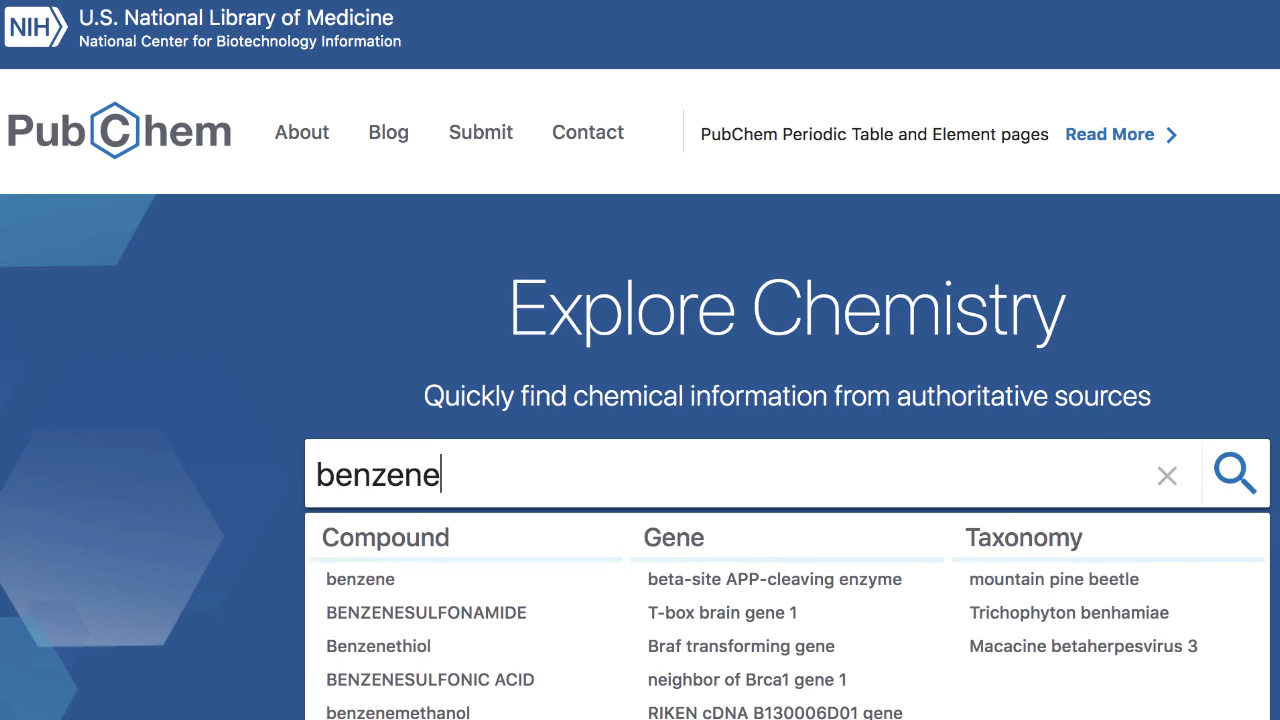 NIH
U.S. National Library of Medicine
National Center for Biotechnology Information
PubChem
About Blog Submit Contact
PubChem Periodic Table and Element pages Read More
Explore Chemistry
Quickly find chemical information from authoritative sources
benzene
Compound Gene Taxonomy
benzene beta-site APP-cleaving enzyme mountain pine beetle
BENZENESULFONAMIDE T-box brain gene 1 Trichophyton benhamiae
Benzenethiol Braf transforming gene Macacine betaherpesvirus 3
BENZENESULFONIC ACID neighbor of Brca1 gene 1
benzenemethanol RIKEN cDNA B130006D01 gene